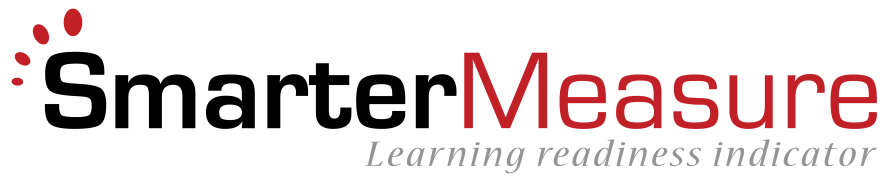 SmarterMeasure
Learning readiness indicator